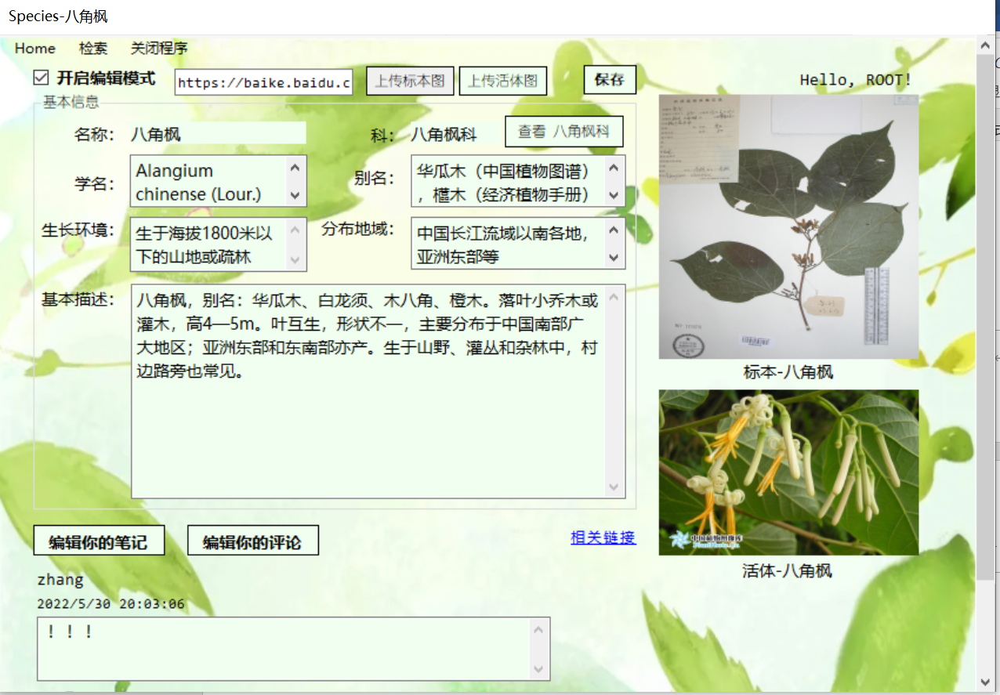 Species-八角枫
Home 检索 关闭程序
开启编辑模式 https://baike.baidu.c 上传标本图 上传活体图 保存 Hello, ROOT!
基本信息
名称： 八角枫 科： 八角枫科 查看 八角枫科
学名： Alangium
chinense (Lour.)
别名： 华瓜木（中国植物图谱）
，櫼木（经济植物手册）
生长环境： 生于海拔1800米以
下的山地或疏林
分布地域： 中国长江流域以南各地，
亚洲东部等
基本描述： 八角枫，别名：华瓜木、白龙须、木八角、橙木。落叶小乔木或
灌木，高4—5m。叶互生，形状不一，主要分布于中国南部广
大地区；亚洲东部和东南部亦产。生于山野、灌丛和杂林中，村
边路旁也常见。
标本-八角枫
中国植物图像库
活体-八角枫
编辑你的笔记 编辑你的评论 相关链接
zhang
2022/5/30 20:03:06
！！！